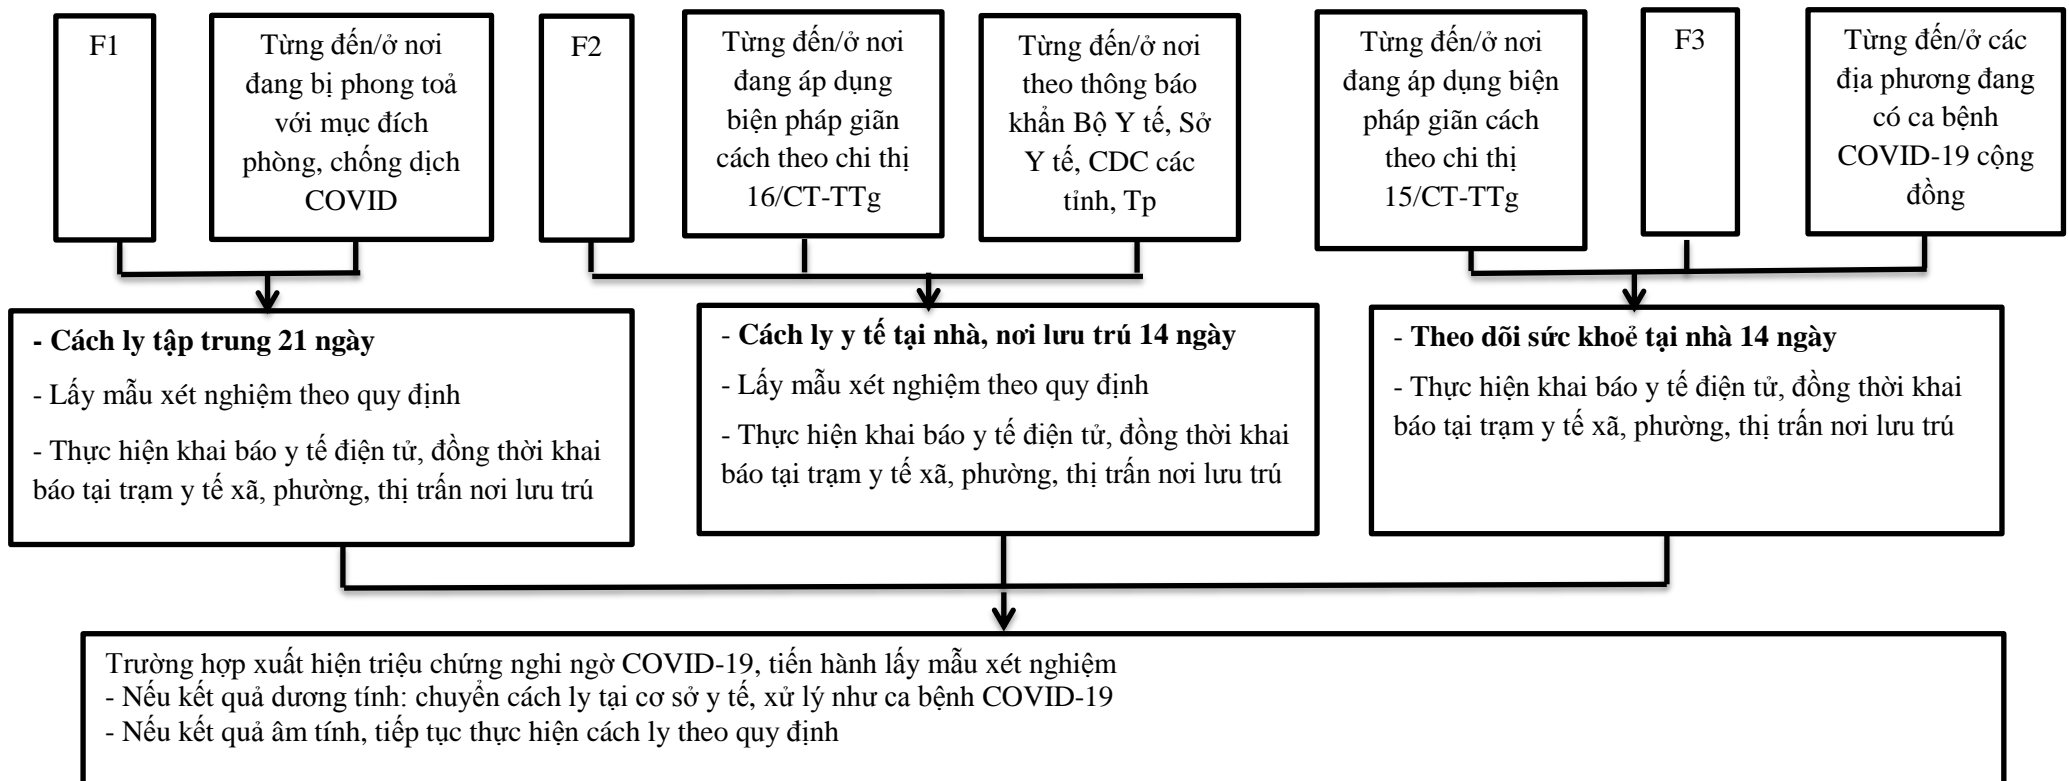 F1
Từng đến/ở nơi
đang bị phong toả
với mục đích
phòng, chống dịch
COVID
F2
Từng đến/ở nơi
đang áp dụng
biện pháp giãn
cách theo chi thị
16/CT-TTg
Từng đến/ở nơi
theo thông báo
khẩn Bộ Y tế, Sở
Y tế, CDC các
tỉnh, Tp
Từng đến/ở nơi
đang áp dụng biện
pháp giãn cách
theo chi thị
15/CT-TTg
F3
Từng đến/ở các
địa phương đang
có ca bệnh
COVID-19 cộng
đồng
- Cách ly tập trung 21 ngày
- Lấy mẫu xét nghiệm theo quy định
- Thực hiện khai báo y tế điện tử, đồng thời khai
báo tại trạm y tế xã, phường, thị trấn nơi lưu trú
- Cách ly y tế tại nhà, nơi lưu trú 14 ngày
- Lấy mẫu xét nghiệm theo quy định
- Thực hiện khai báo y tế điện tử, đồng thời khai
báo tại trạm y tế xã, phường, thị trấn nơi lưu trú
- Theo dõi sức khoẻ tại nhà 14 ngày
- Thực hiện khai báo y tế điện tử, đồng thời khai
báo tại trạm y tế xã, phường, thị trấn nơi lưu trú
Trường hợp xuất hiện triệu chứng nghi ngờ COVID-19, tiến hành lấy mẫu xét nghiệm
- Nếu kết quả dương tính: chuyển cách ly tại cơ sở y tế, xử lý như ca bệnh COVID-19
- Nếu kết quả âm tính, tiếp tục thực hiện cách ly theo quy định